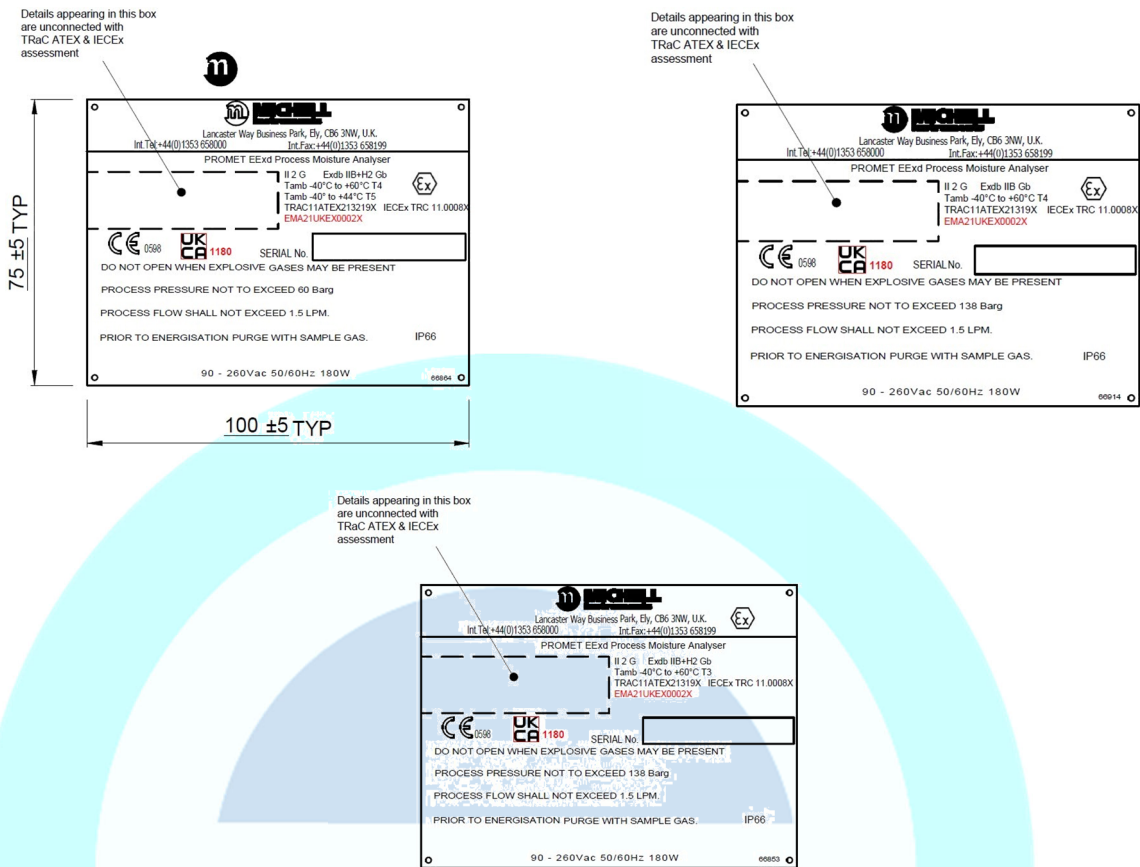 Details appearing in this box
are unconnected with
TRaC ATEX & IECEx
assessment
m
m MICHELL
Instruments
Lancaster Way Business Park, Ely, CB6 3NW, U.K.
Int.Tel:+44(0)1353 658000 Int.Fax:+44(0)1353 658199
PROMET EExd Process Moisture Analyser
II 2 G Exdb IIB+H2 Gb
Tamb -40°C to +60°C T4
Tamb -40° to +44°C T5
TRAC11ATEX213219X IECEx TRC 11.0008X
EMA21UKEX0002X
Ex
CE 0598 UK CA 1180 SERIAL No.
DO NOT OPEN WHEN EXPLOSIVE GASES MAY BE PRESENT
PROCESS PRESSURE NOT TO EXCEED 60 Barg
PROCESS FLOW SHALL NOT EXCEED 1.5 LPM.
PRIOR TO ENERGISATION PURGE WITH SAMPLE GAS. IP66
90 - 260Vac 50/60Hz 180W 66864
75 ±5 TYP
100 ±5 TYP
Details appearing in this box
are unconnected with
TRaC ATEX & IECEx
assessment
m MICHELL
Lancaster Way Business Park, Ely, CB6 3NW, U.K.
Int.Tel:+44(0)1353 658000 Int.Fax:+44(0)1353 658199
PROMET EExd Process Moisture Analyser
II 2 G Exdb IIB Gb
Tamb -40°C to +60°C T4
TRAC11ATEX21319X IECEx TRC 11.0008X
EMA21UKEX0002X
Ex
CE 0598 UK CA 1180 SERIAL No.
DO NOT OPEN WHEN EXPLOSIVE GASES MAY BE PRESENT
PROCESS PRESSURE NOT TO EXCEED 138 Barg
PROCESS FLOW SHALL NOT EXCEED 1.5 LPM.
PRIOR TO ENERGISATION PURGE WITH SAMPLE GAS. IP66
90 - 260Vac 50/60Hz 180W 66914
Details appearing in this box
are unconnected with
TRaC ATEX & IECEx
assessment
m MICHELL
Lancaster Way Business Park, Ely, CB6 3NW, U.K.
Int.Tel:+44(0)1353 658000 Int.Fax:+44(0)1353 658199
Ex
PROMET EExd Process Moisture Analyser
II 2 G Exdb IIB+H2 Gb
Tamb -40°C to +60°C T3
TRAC11ATEX21319X IECEx TRC 11.0008X
EMA21UKEX0002X
CE 0598 UK CA 1180 SERIAL No.
DO NOT OPEN WHEN EXPLOSIVE GASES MAY BE PRESENT
PROCESS PRESSURE NOT TO EXCEED 138 Barg
PROCESS FLOW SHALL NOT EXCEED 1.5 LPM.
PRIOR TO ENERGISATION PURGE WITH SAMPLE GAS. IP66
90 - 260Vac 50/60Hz 180W 66853